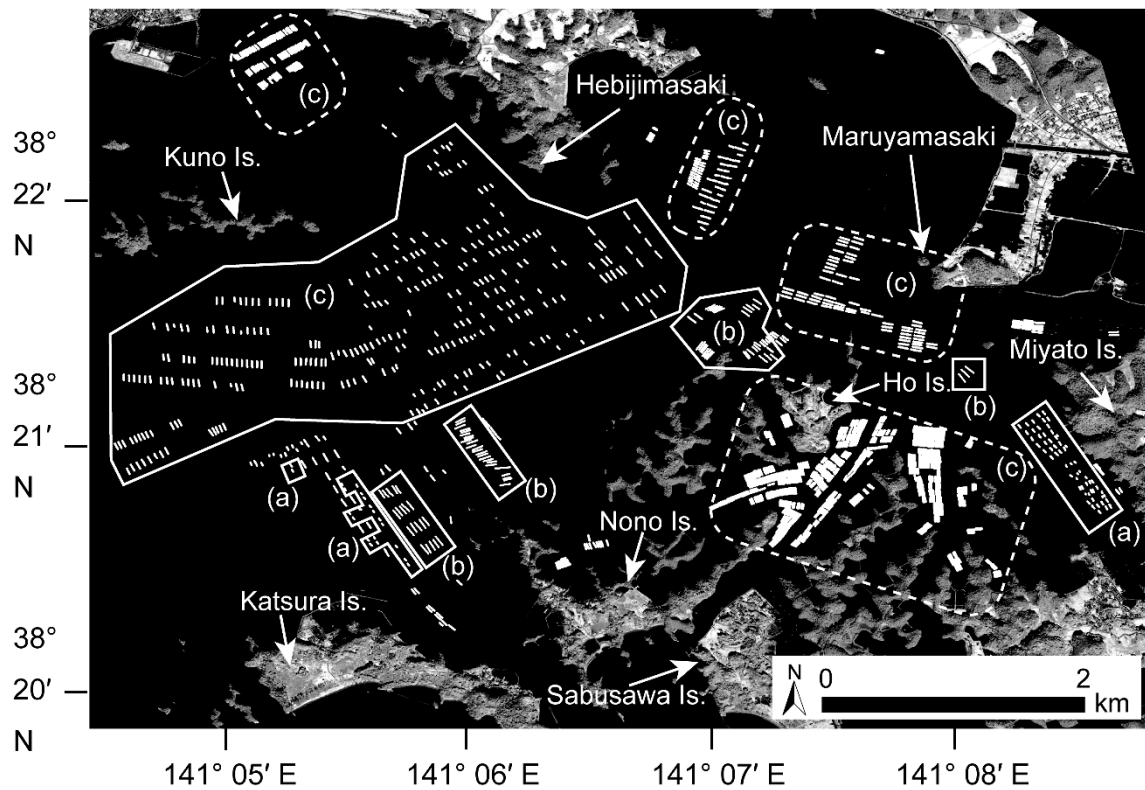 (c)
Hebijimasaki
(c)
Maruyamasaki
38°
22′
N
Kuno Is.
(c)
(c)
(b)
Miyato Is.
38°
21′
N
Ho Is.
(b)
(c)
(a)
(b)
(a)
(a)
(b)
Nono Is.
Katsura Is.
Sabusawa Is.
38°
20′
N
N
0 2
km
141° 05′ E 141° 06′ E 141° 07′ E 141° 08′ E